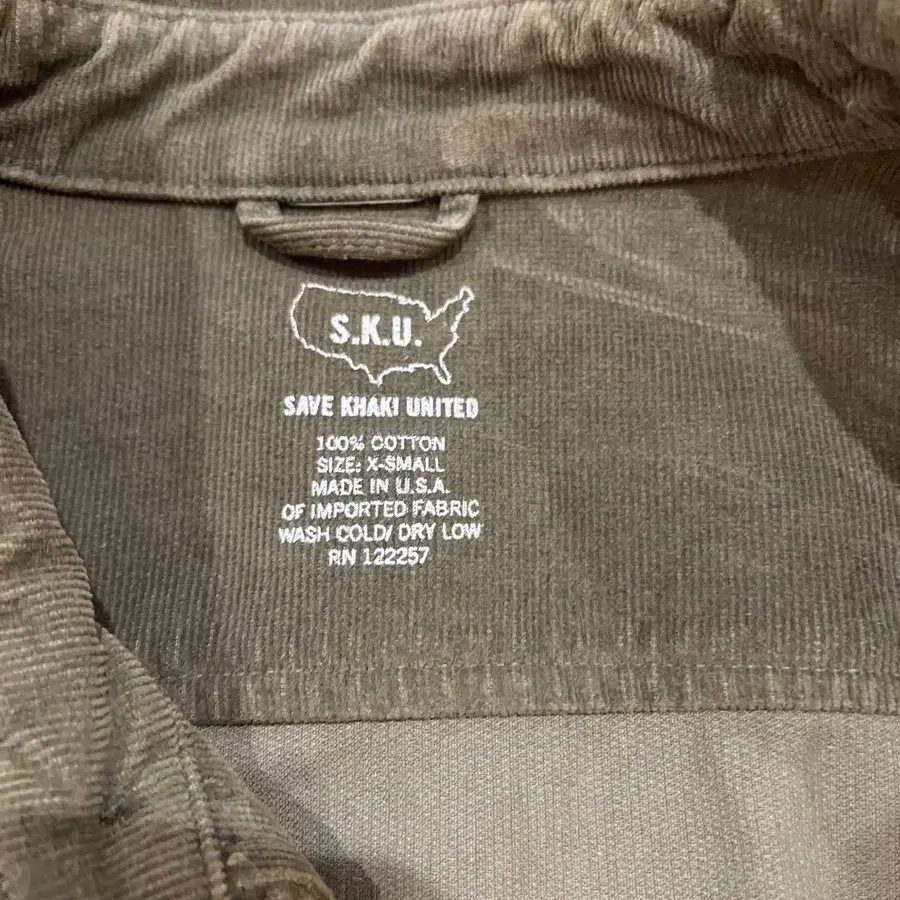 S.K.U.
SAVE KHAKI UNITED
100% COTTON
SIZE: X-SMALL
MADE IN U.S.A.
OF IMPORTED FABRIC
WASH COLD/ DRY LOW
RN 122257